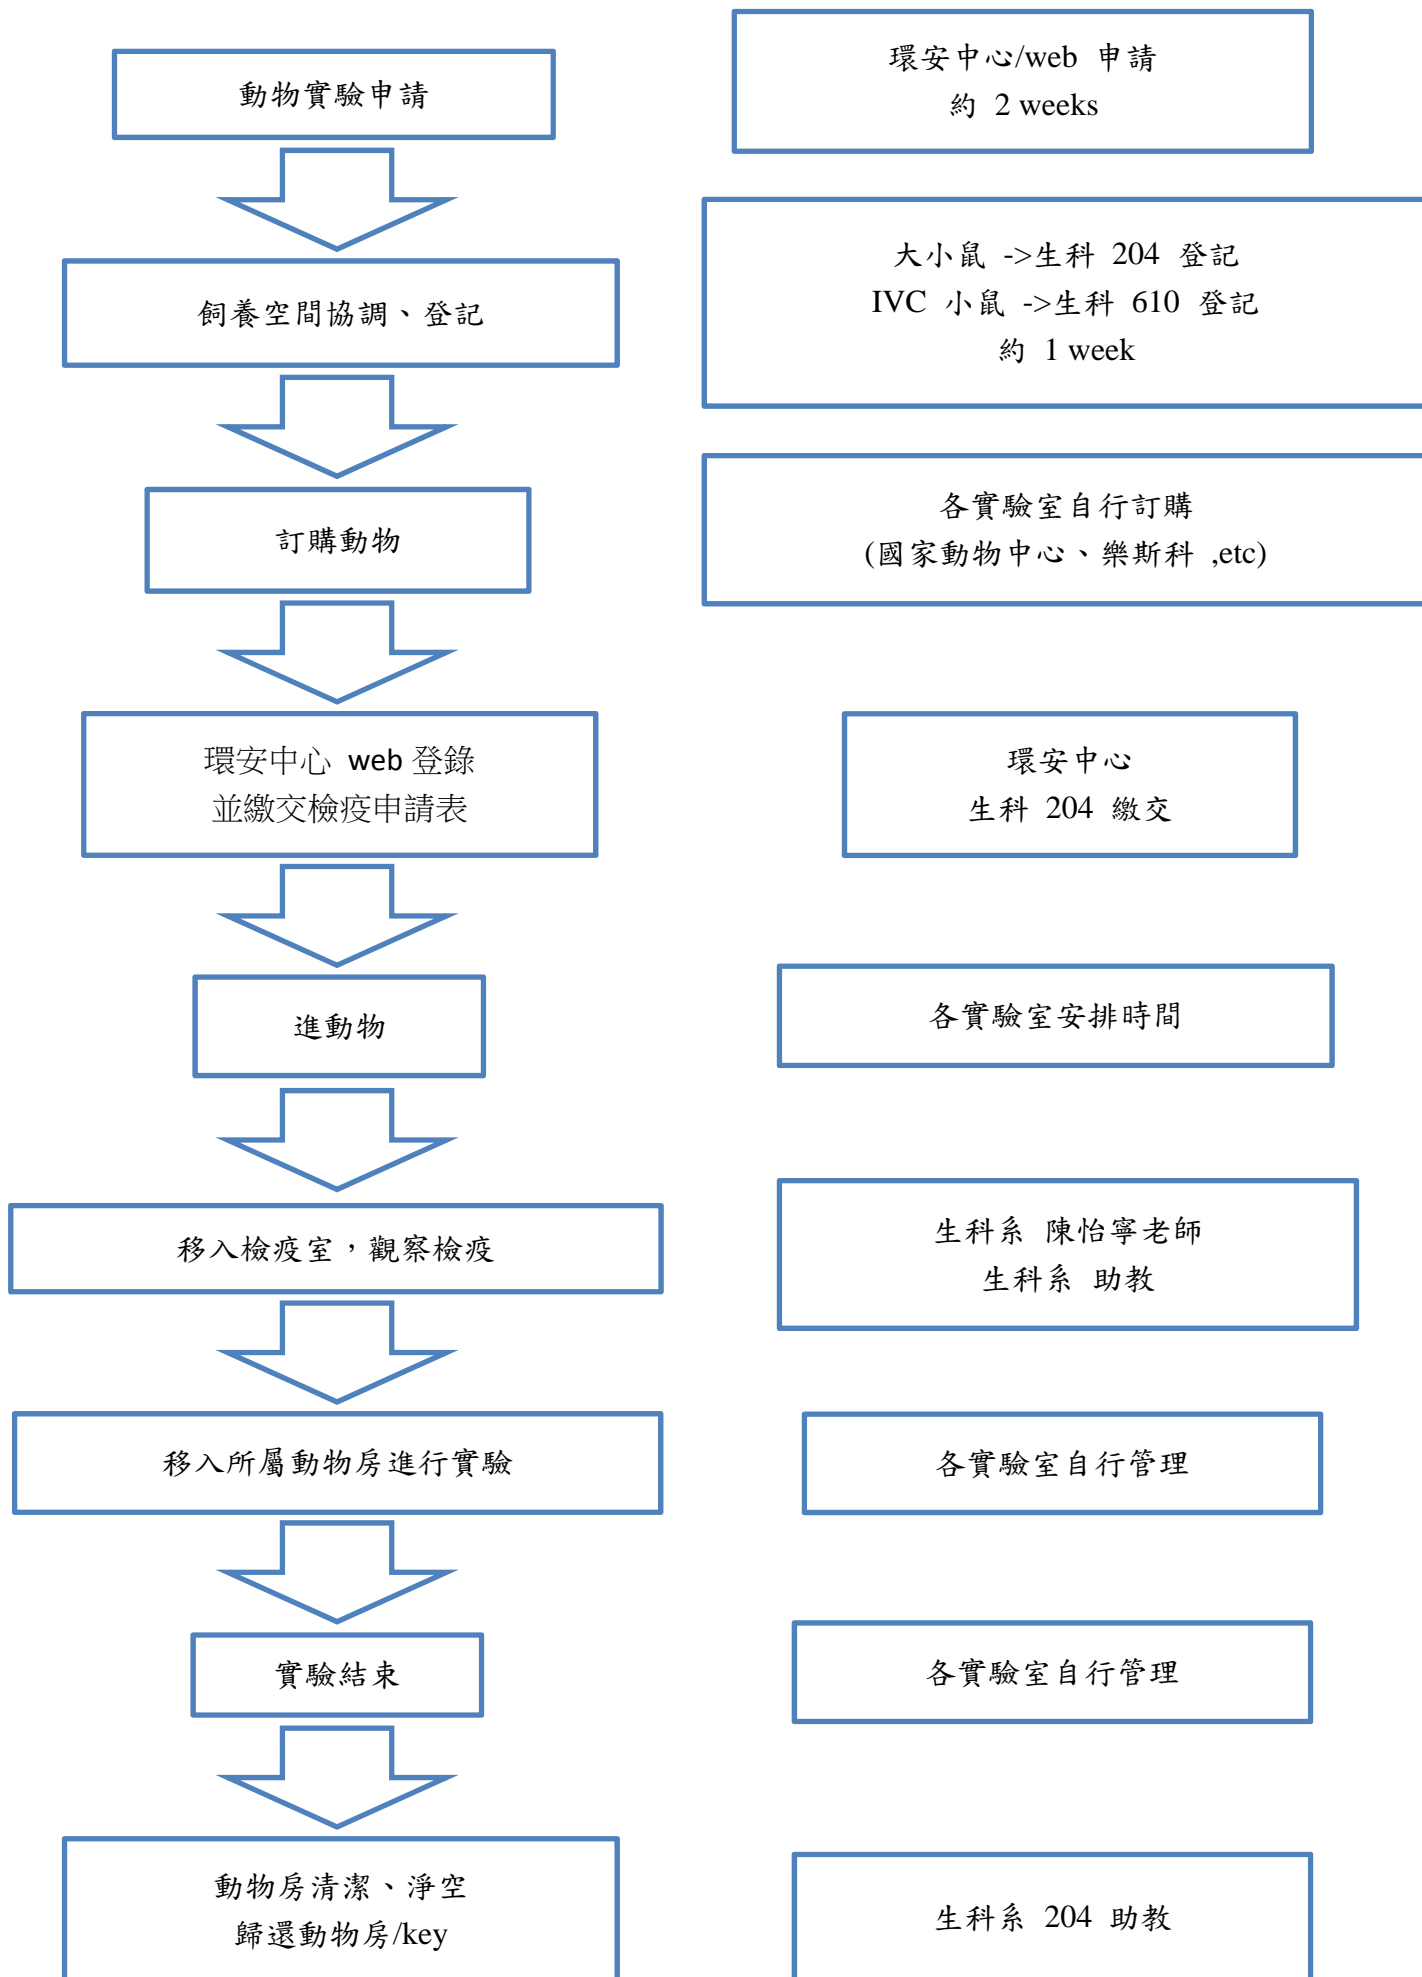 動物實驗申請
環安中心/web 申請
約 2 weeks
飼養空間協調、登記
大小鼠 ->生科 204 登記
IVC 小鼠 ->生科 610 登記
約 1 week
訂購動物
各實驗室自行訂購
(國家動物中心、樂斯科 ,etc)
環安中心 web 登錄
並繳交檢疫申請表
環安中心
生科 204 繳交
進動物
各實驗室安排時間
移入檢疫室，觀察檢疫
生科系 陳怡寧老師
生科系 助教
移入所屬動物房進行實驗
各實驗室自行管理
實驗結束
各實驗室自行管理
動物房清潔、淨空
歸還動物房/key
生科系 204 助教